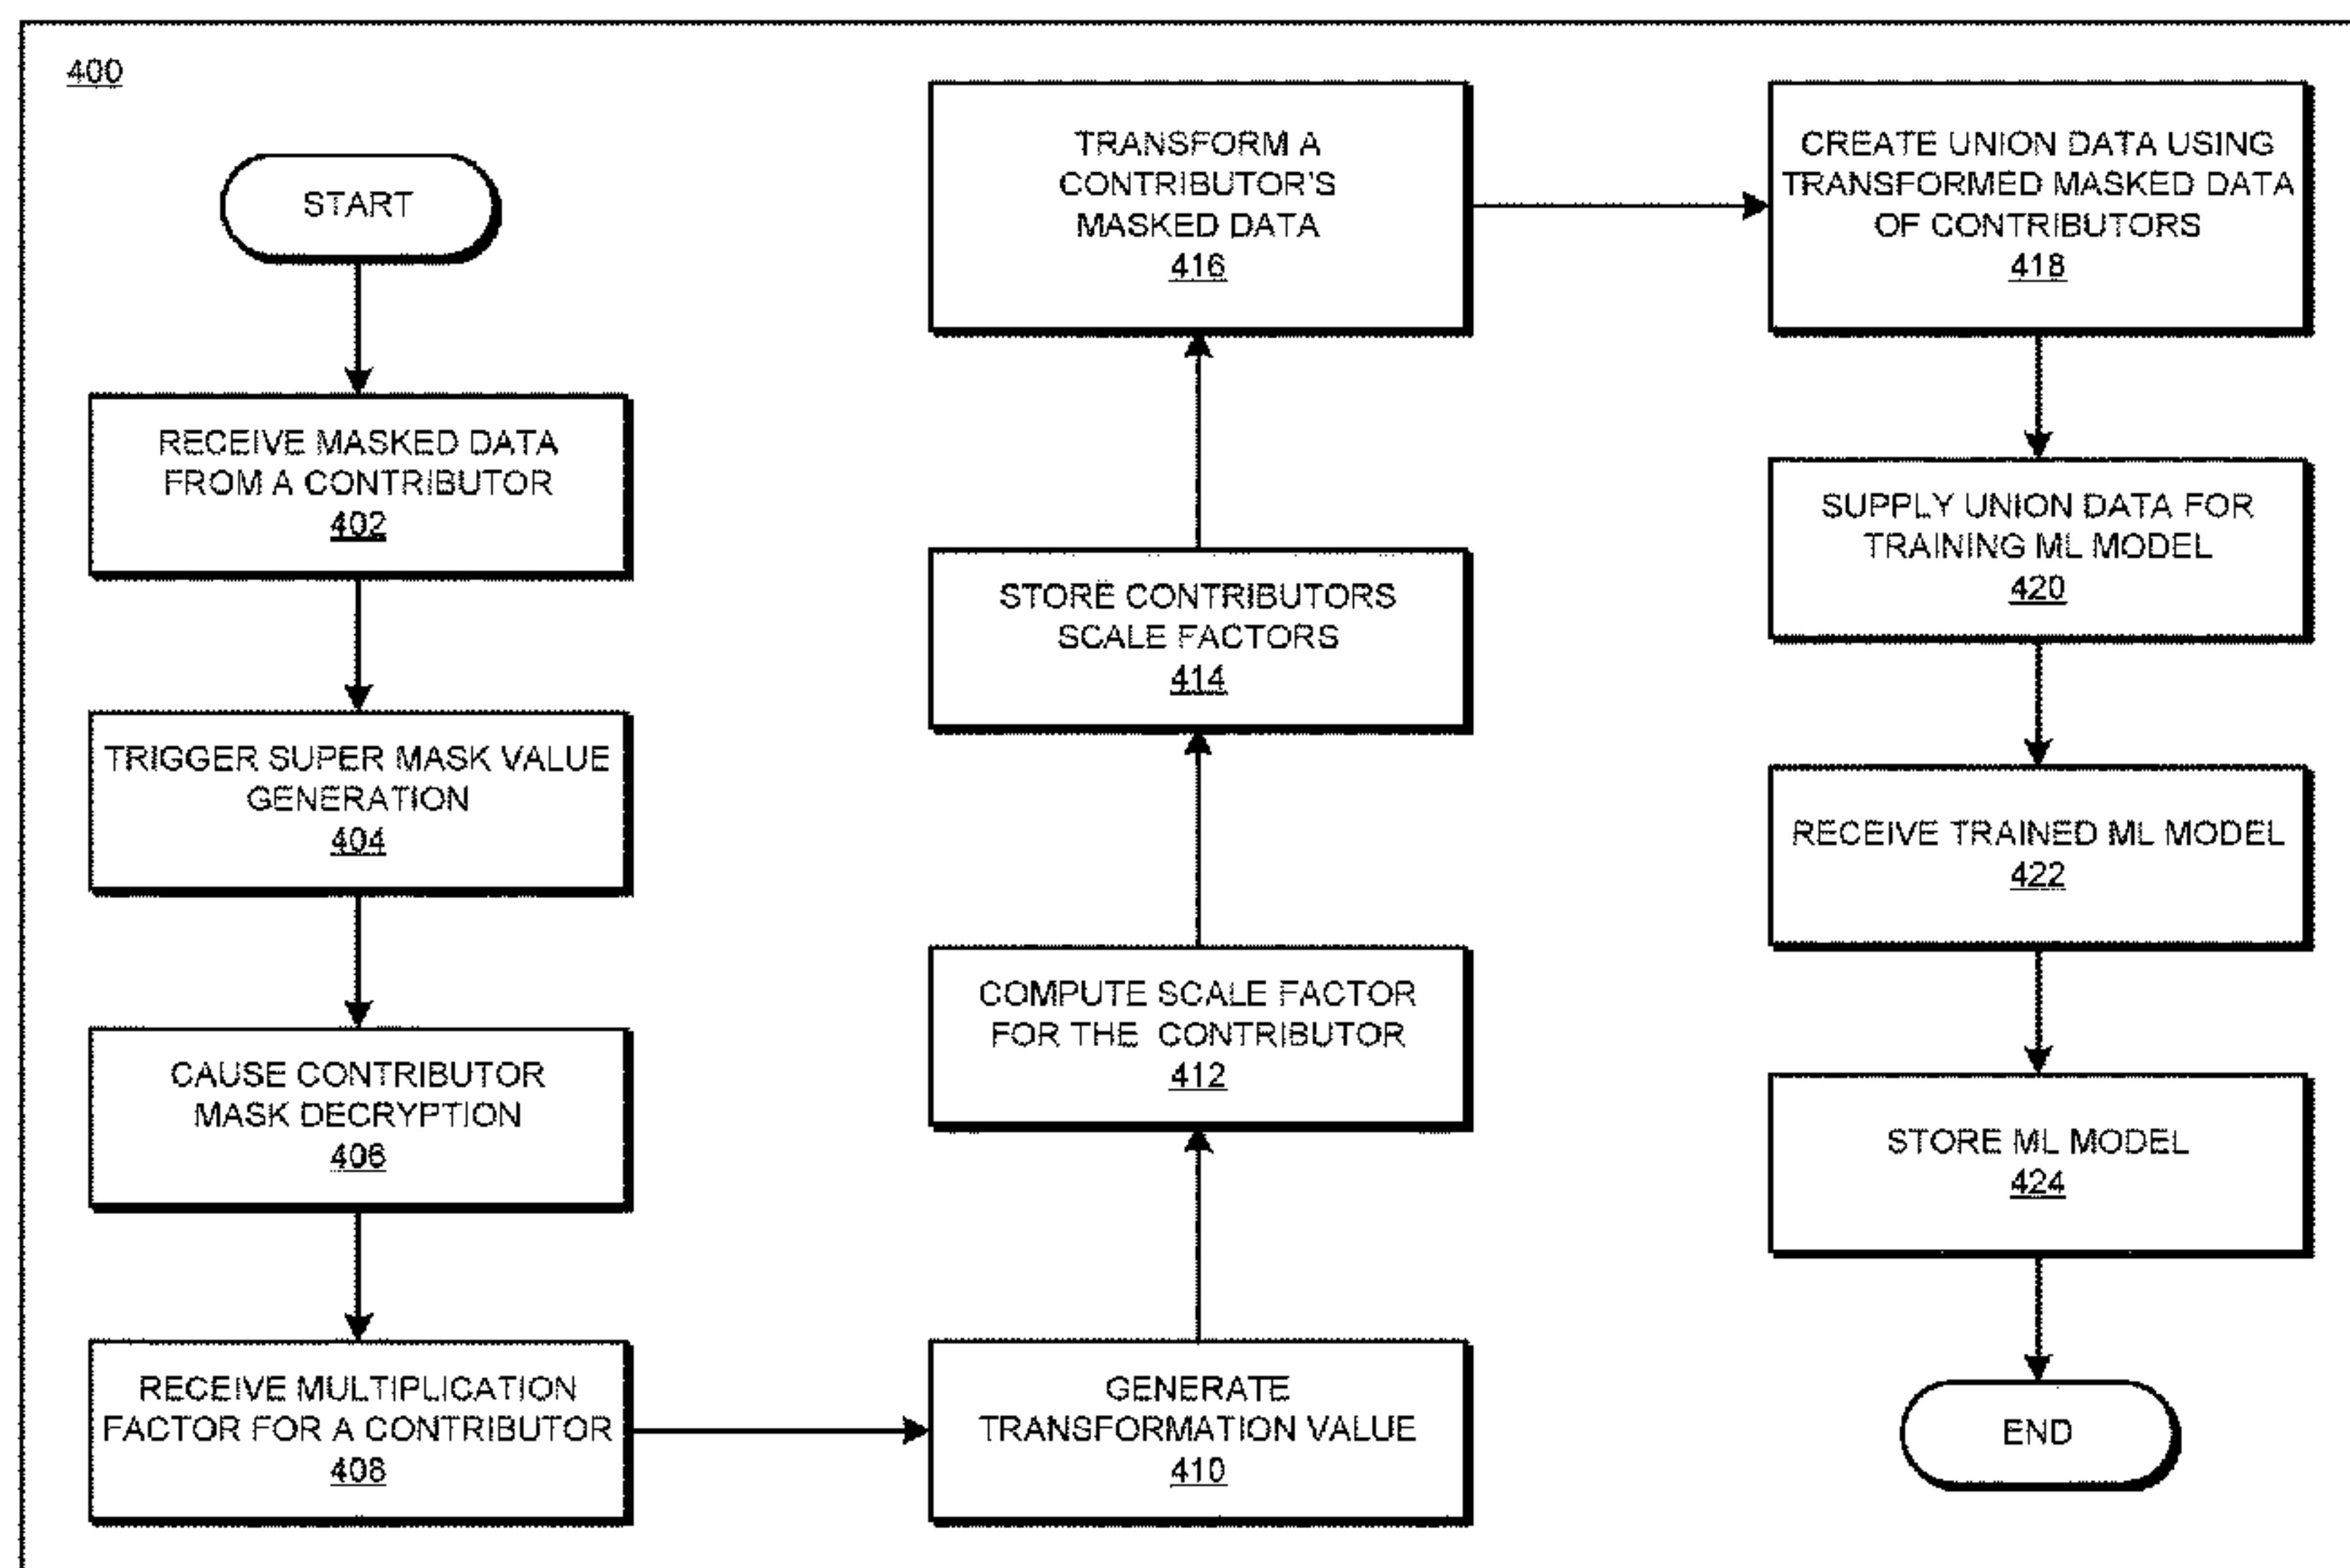 400
START
RECEIVE MASKED DATA
FROM A CONTRIBUTOR
402
TRIGGER SUPER MASK VALUE
GENERATION
404
CAUSE CONTRIBUTOR
MASK DECRYPTION
406
RECEIVE MULTIPLICATION
FACTOR FOR A CONTRIBUTOR
408
GENERATE
TRANSFORMATION VALUE
410
COMPUTE SCALE FACTOR
FOR THE CONTRIBUTOR
412
STORE CONTRIBUTORS
SCALE FACTORS
414
TRANSFORM A
CONTRIBUTOR'S
MASKED DATA
416
CREATE UNION DATA USING
TRANSFORMED MASKED DATA
OF CONTRIBUTORS
418
SUPPLY UNION DATA FOR
TRAINING ML MODEL
420
RECEIVE TRAINED ML MODEL
422
STORE ML MODEL
424
END